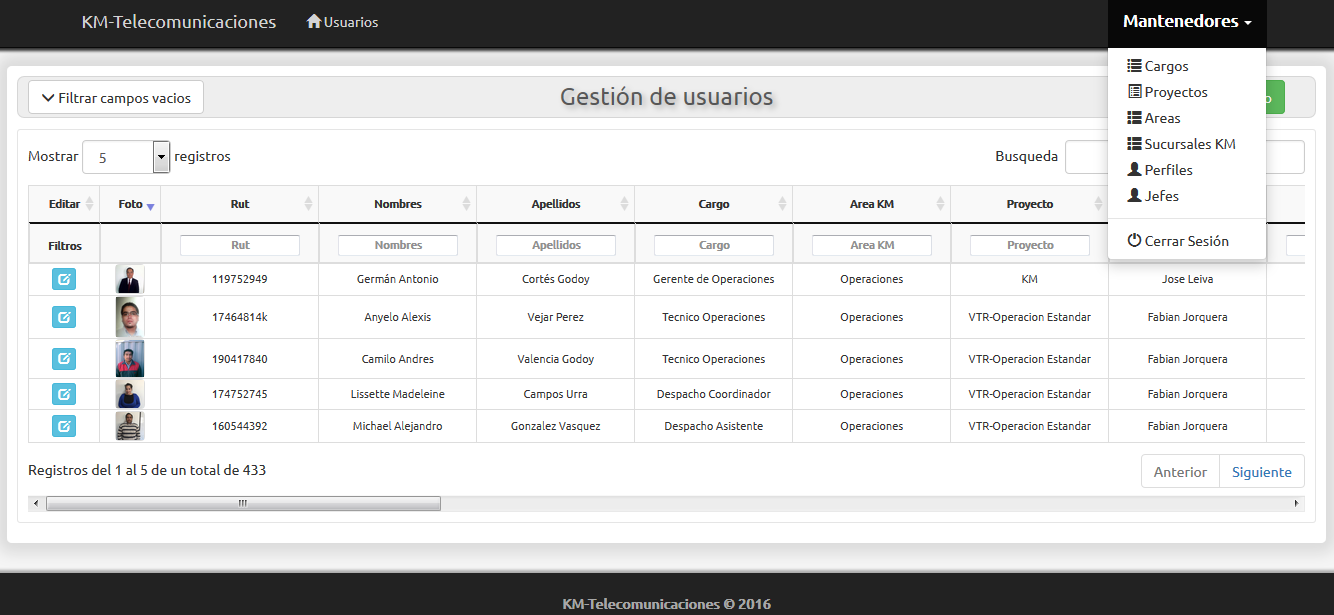 KM-Telecomunicaciones Usuarios Mantenedores
Cargos
Proyectos
Areas
Sucursales KM
Perfiles
Jefes
Cerrar Sesión
Filtrar campos vacios Gestión de usuarios o
Mostrar 5 registros Busqueda
Editar Foto Rut Nombres Apellidos Cargo Area KM Proyecto
Filtros Rut Nombres Apellidos Cargo Area KM Proyecto
119752949 Germán Antonio Cortés Godoy Gerente de Operaciones Operaciones KM Jose Leiva
17464814k Anyelo Alexis Vejar Perez Tecnico Operaciones Operaciones VTR-Operacion Estandar Fabian Jorquera
190417840 Camilo Andres Valencia Godoy Tecnico Operaciones Operaciones VTR-Operacion Estandar Fabian Jorquera
174752745 Lissette Madeleine Campos Urra Despacho Coordinador Operaciones VTR-Operacion Estandar Fabian Jorquera
160544392 Michael Alejandro Gonzalez Vasquez Despacho Asistente Operaciones VTR-Operacion Estandar Fabian Jorquera
Registros del 1 al 5 de un total de 433 Anterior Siguiente
KM-Telecomunicaciones © 2016